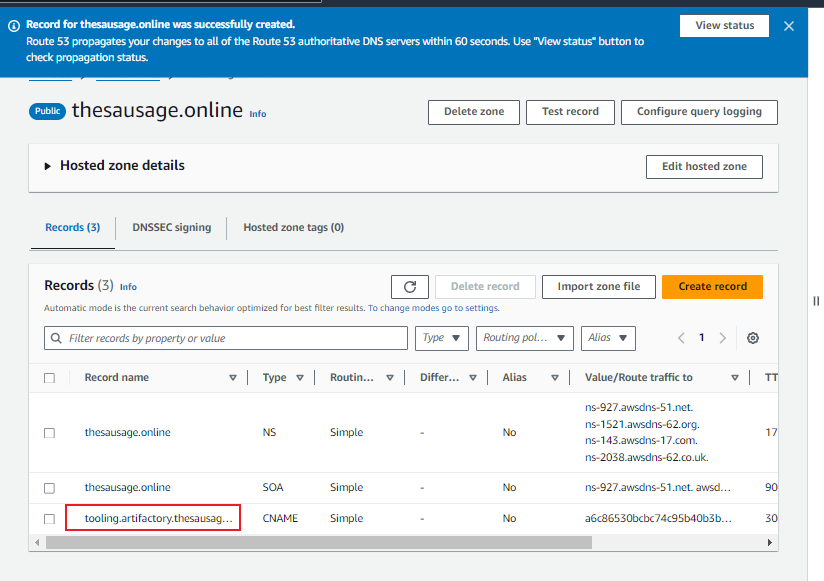 Record for thesausage.online was successfully created.
View status
Route 53 propagates your changes to all of the Route 53 authoritative DNS servers within 60 seconds. Use "View status" button to
check propagation status.
Public
thesausage.online
Info
Delete zone
Test record
Configure query logging
Hosted zone details
Edit hosted zone
Records (3)
DNSSEC signing
Hosted zone tags (0)
Records (3)
Info
Delete record
Import zone file
Create record
Automatic mode is the current search behavior optimized for best filter results. To change modes go to settings.
Filter records by property or value
Type
Routing pol...
Alias
1
Record name
Type
Routin...
Differ...
Alias
Value/Route traffic to
TT
thesausage.online
NS
Simple
-
No
ns-927.awsdns-51.net.
ns-1521.awsdns-62.org.
ns-143.awsdns-17.com.
ns-2038.awsdns-62.co.uk.
17
thesausage.online
SOA
Simple
-
No
ns-927.awsdns-51.net. awsd...
90
tooling.artifactory.thesausag...
CNAME
Simple
-
No
a6c86530bcbc74c95b40b3b...
30